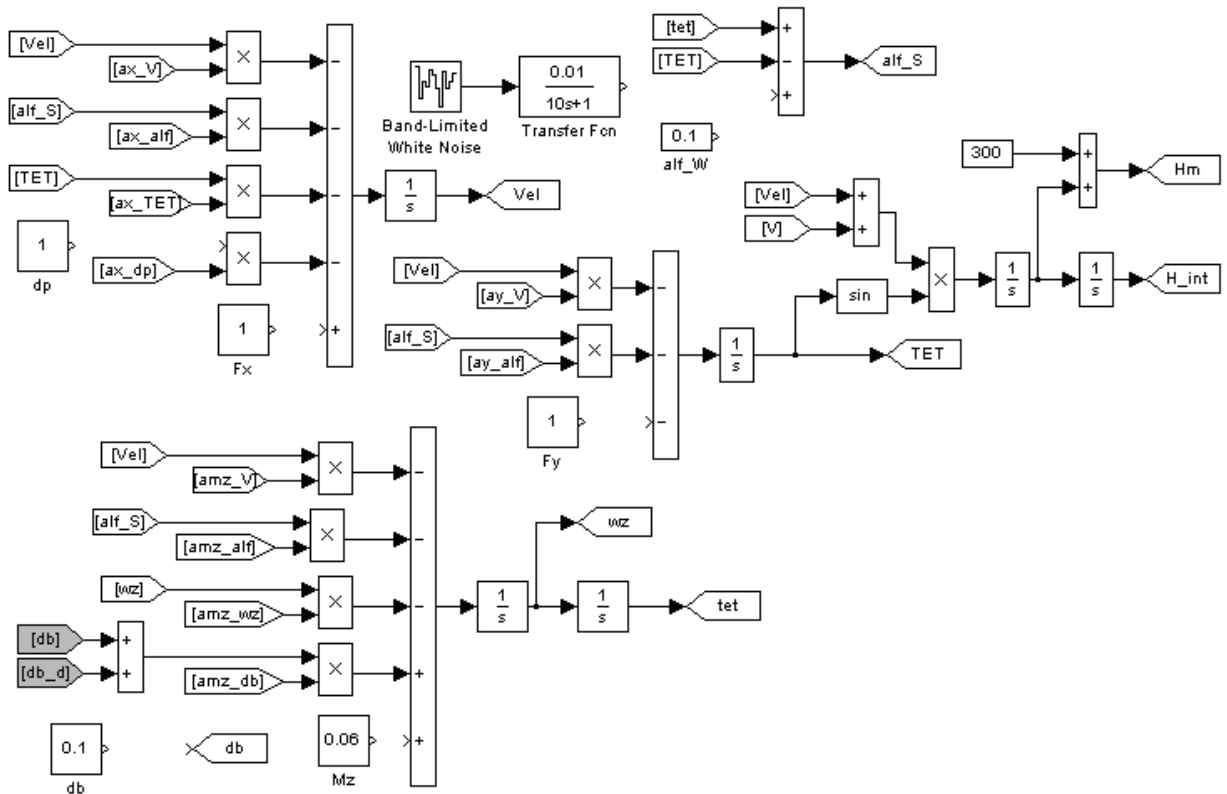 [Vel]
[ax_V]
×
−
[alf_S]
[ax_alf]
×
−
[TET]
[ax_TET]
×
−
1
s
Vel
1
dp
[ax_dp]
×
−
1
Fx
+
Band-Limited
White Noise
0.01
10s+1
Transfer Fcn
[tet]
+
[TET]
−
+
alf_S
0.1
alf_W
300
+
+
Hm
[Vel]
+
[V]
+
×
sin
1
s
1
s
H_int
[Vel]
[ay_V]
×
−
[alf_S]
[ay_alf]
×
−
1
s
TET
1
Fy
−
[Vel]
[amz_V]
×
−
[alf_S]
[amz_alf]
×
−
[wz]
[amz_wz]
×
−
1
s
wz
1
s
tet
[db]
+
[db_d]
+
[amz_db]
×
+
0.1
db
db
0.06
Mz
+